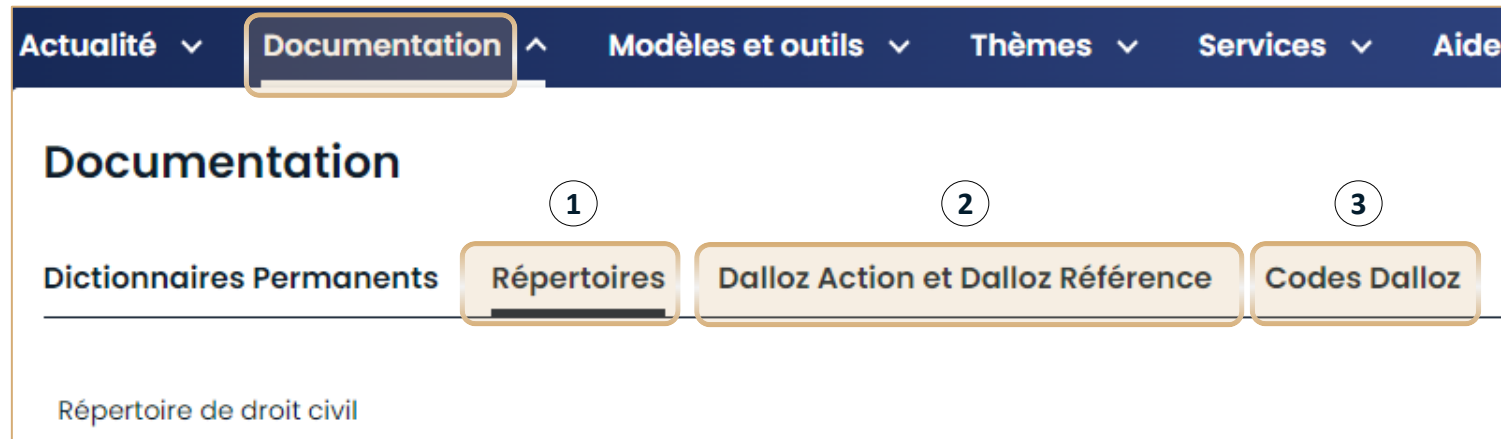 Actualité Documentation Modèles et outils Thèmes Services Aide
Documentation
1 2 3
Dictionnaires Permanents Répertoires Dalloz Action et Dalloz Référence Codes Dalloz
Répertoire de droit civil